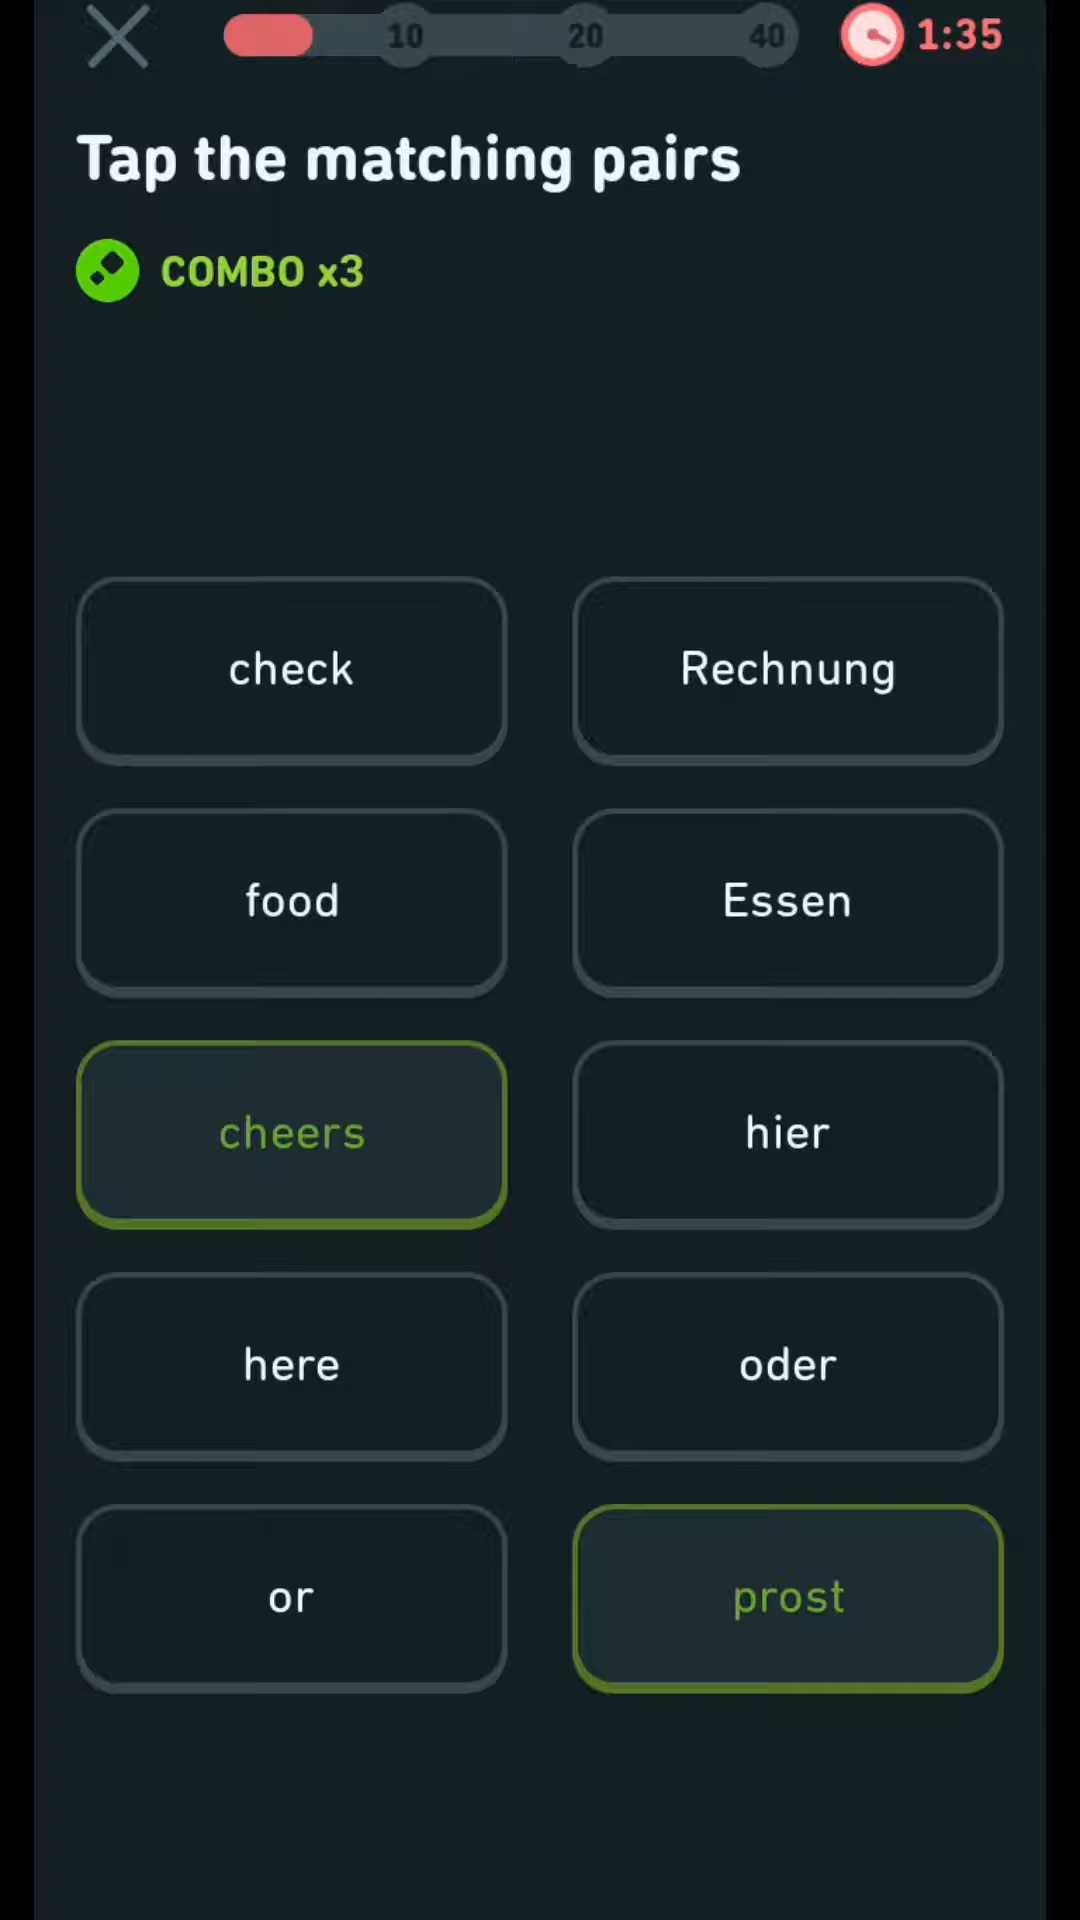 10 20 40 1:35
Tap the matching pairs
COMBO x3
check Rechnung
food Essen
cheers hier
here oder
or prost